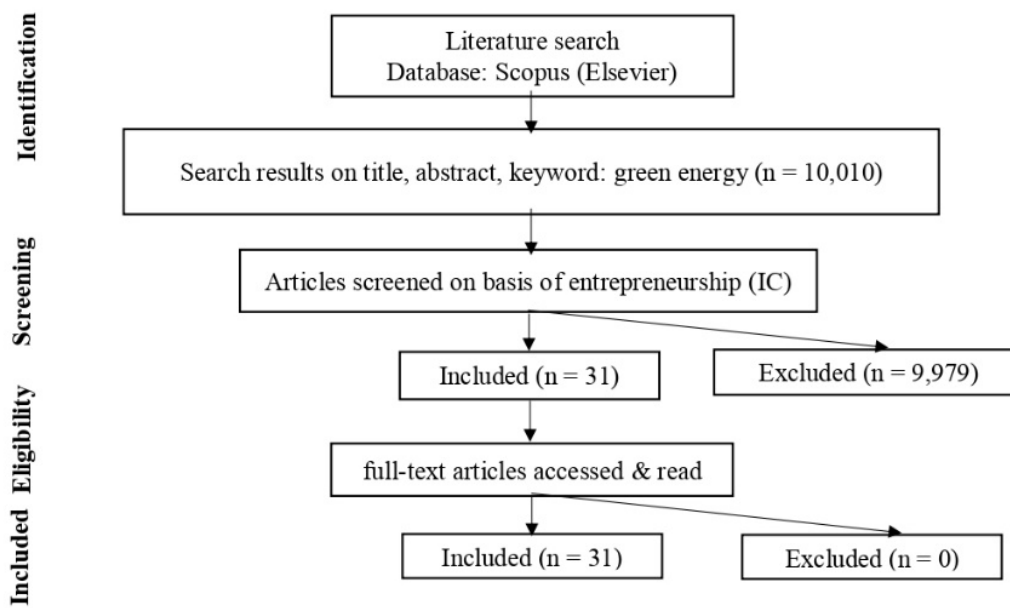 Identification
Literature search
Database: Scopus (Elsevier)
Search results on title, abstract, keyword: green energy (n = 10,010)
Screening
Articles screened on basis of entrepreneurship (IC)
Included (n = 31)
Excluded (n = 9,979)
Eligibility
full-text articles accessed & read
Included
Included (n = 31)
Excluded (n = 0)